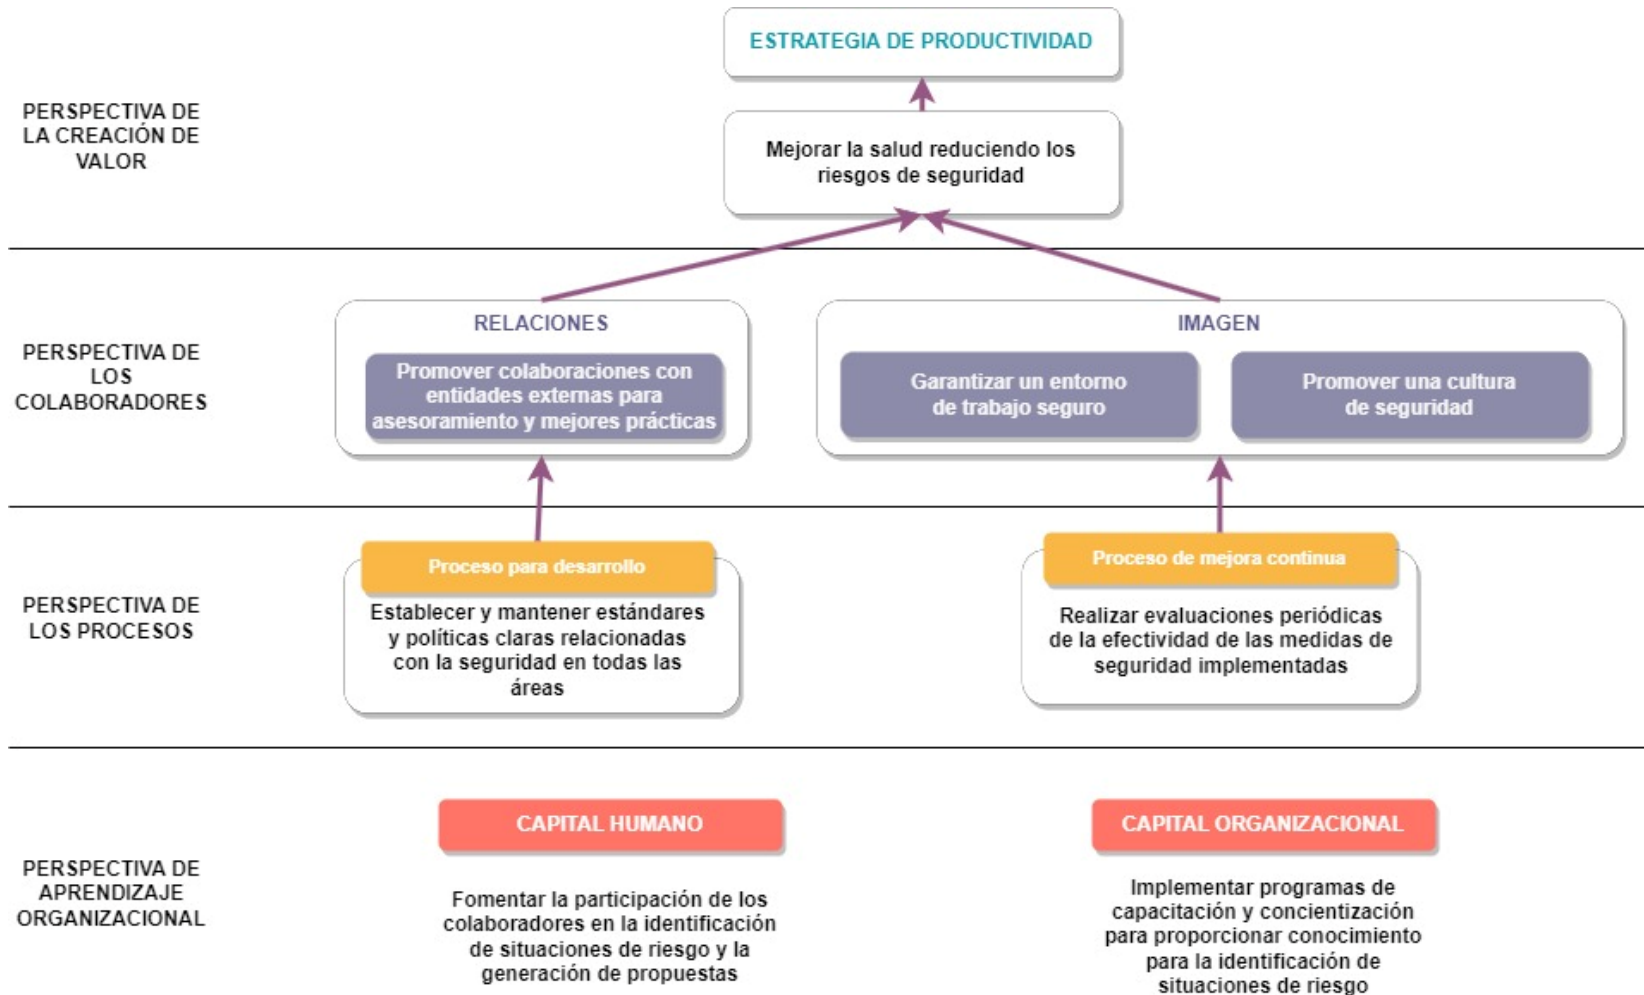 ESTRATEGIA DE PRODUCTIVIDAD
PERSPECTIVA DE
LA CREACIÓN DE
VALOR
Mejorar la salud reduciendo los
riesgos de seguridad
PERSPECTIVA DE
LOS
COLABORADORES
RELACIONES
Promover colaboraciones con
entidades externas para
asesoramiento y mejores prácticas
IMAGEN
Garantizar un entorno
de trabajo seguro
Promover una cultura
de seguridad
PERSPECTIVA DE
LOS PROCESOS
Proceso para desarrollo
Establecer y mantener estándares
y políticas claras relacionadas
con la seguridad en todas las
áreas
Proceso de mejora continua
Realizar evaluaciones periódicas
de la efectividad de las medidas de
seguridad implementadas
PERSPECTIVA DE
APRENDIZAJE
ORGANIZACIONAL
CAPITAL HUMANO
Fomentar la participación de los
colaboradores en la identificación
de situaciones de riesgo y la
generación de propuestas
CAPITAL ORGANIZACIONAL
Implementar programas de
capacitación y concientización
para proporcionar conocimiento
para la identificación de
situaciones de riesgo